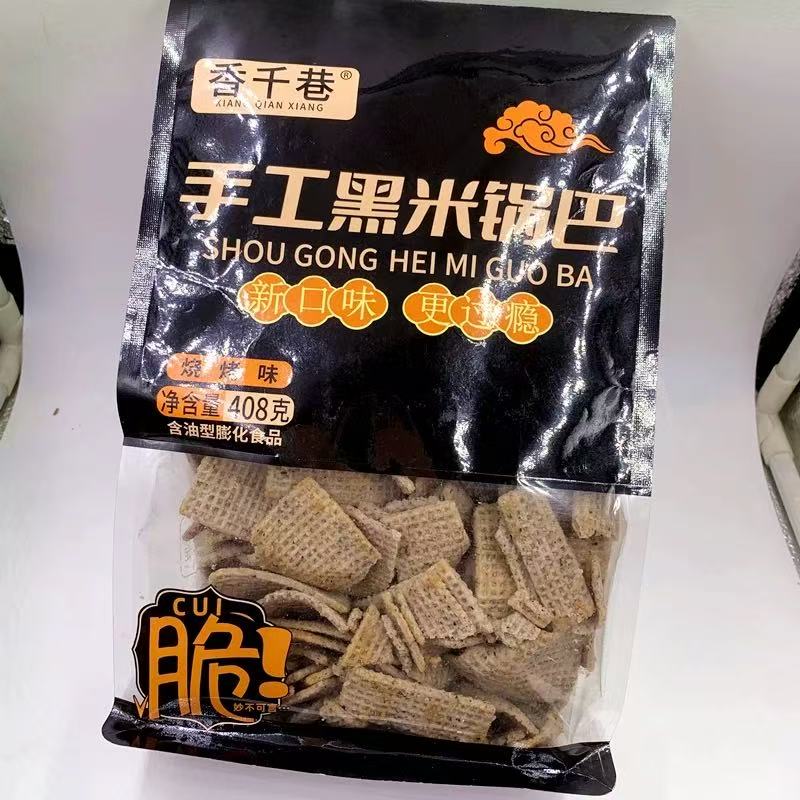 香千巷®
XIANG QIAN XIANG
手工黑米锅巴
SHOU GONG HEI MI GUO BA
新口味 更过瘾
烧烤味
净含量 408克
含油型膨化食品
CUI
脆!
妙不可言…